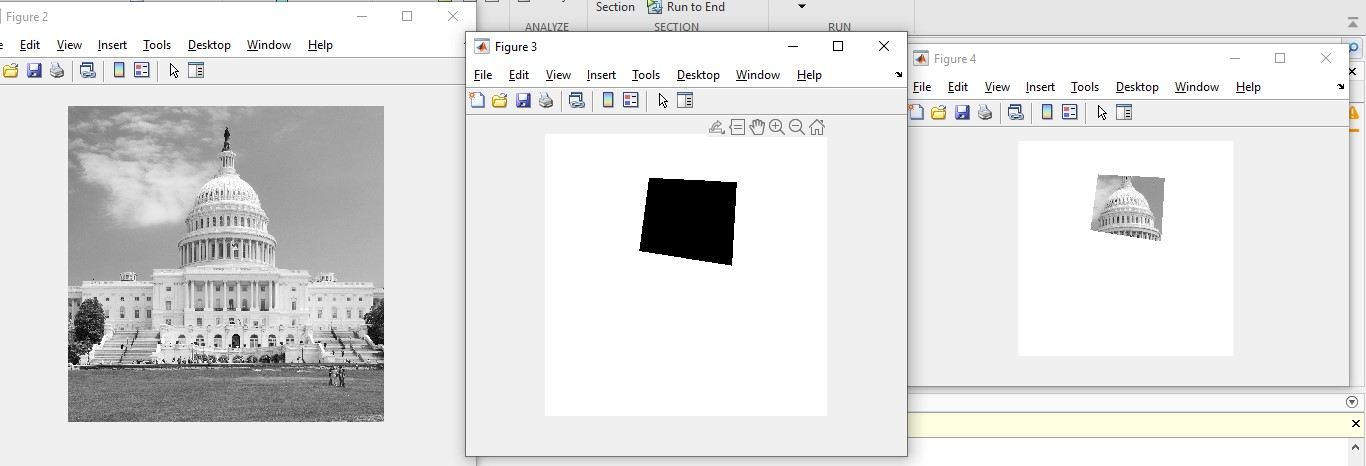 Figure 2
Edit View Insert Tools Desktop Window Help
Section Run to End
ANALYZE SECTION RUN
Figure 3
File Edit View Insert Tools Desktop Window Help
Figure 4
File Edit View Insert Tools Desktop Window Help